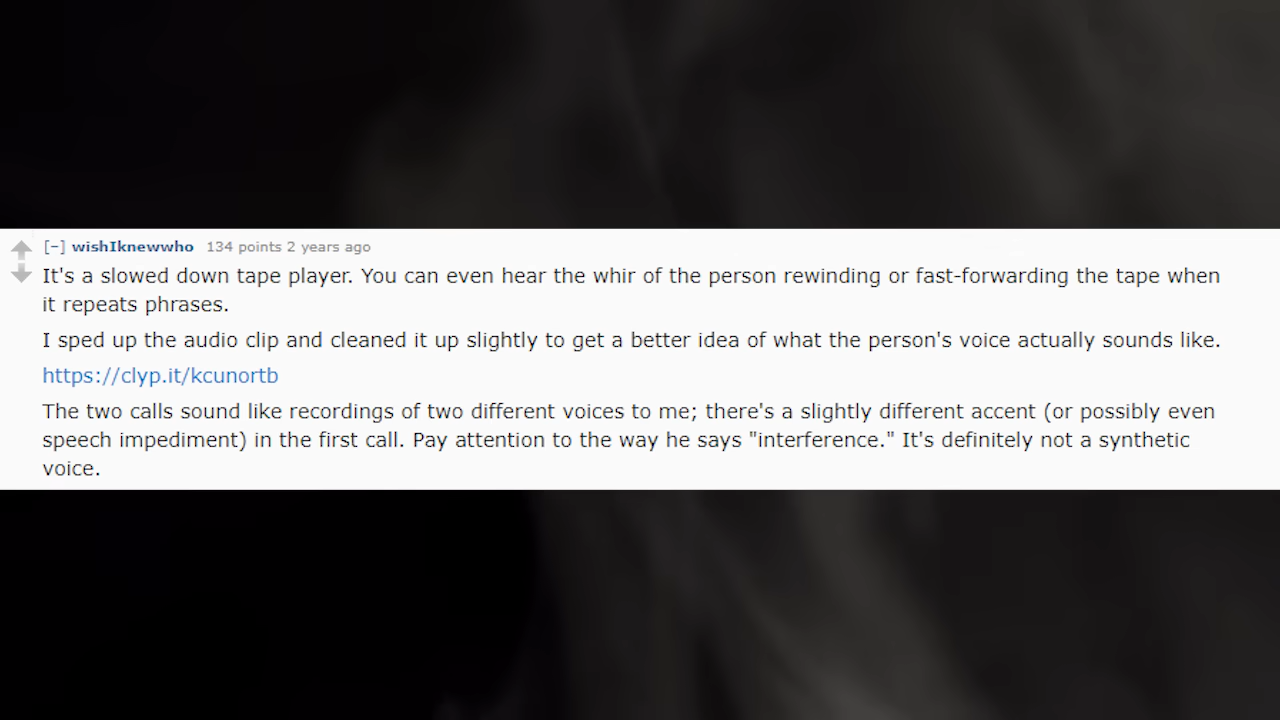 [–] wishIknewwho 134 points 2 years ago
It's a slowed down tape player. You can even hear the whir of the person rewinding or fast-forwarding the tape when
it repeats phrases.
I sped up the audio clip and cleaned it up slightly to get a better idea of what the person's voice actually sounds like.
https://clyp.it/kcunortb
The two calls sound like recordings of two different voices to me; there's a slightly different accent (or possibly even
speech impediment) in the first call. Pay attention to the way he says "interference." It's definitely not a synthetic
voice.